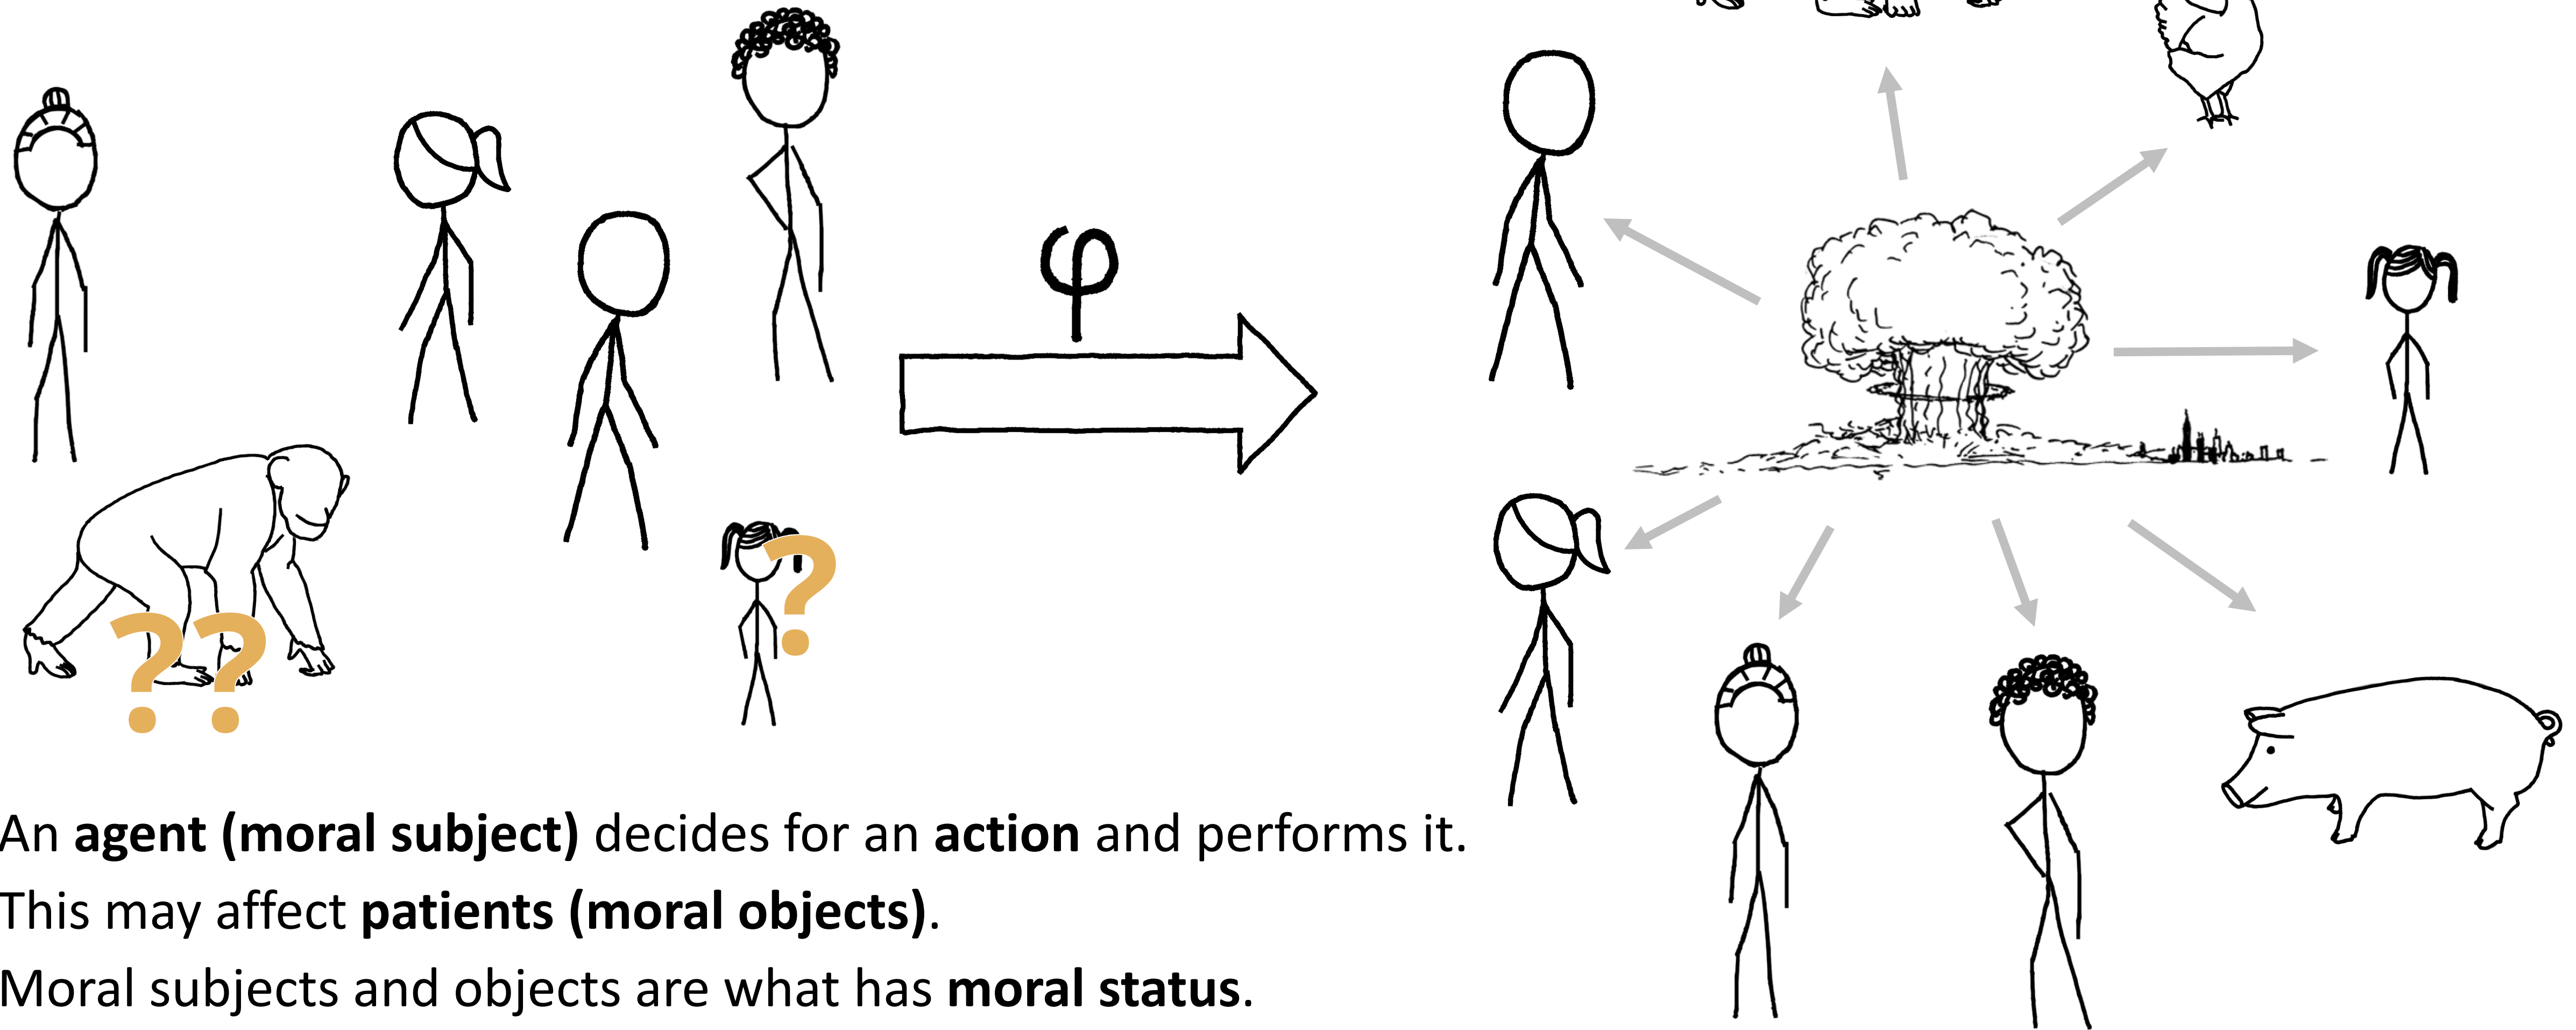 φ
??
?
An agent (moral subject) decides for an action and performs it.
This may affect patients (moral objects).
Moral subjects and objects are what has moral status.